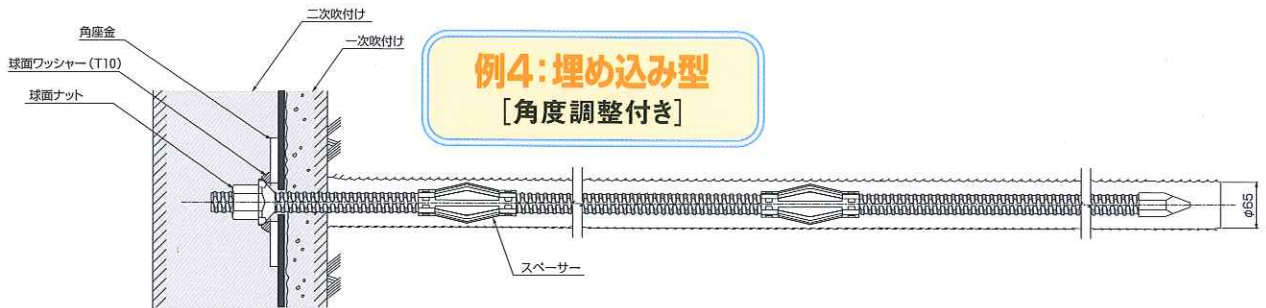 二次吹付け
角座金
一次吹付け
球面ワッシャー(T10)
球面ナット
例4:埋め込み型
[角度調整付き]
スペーサー
φ65